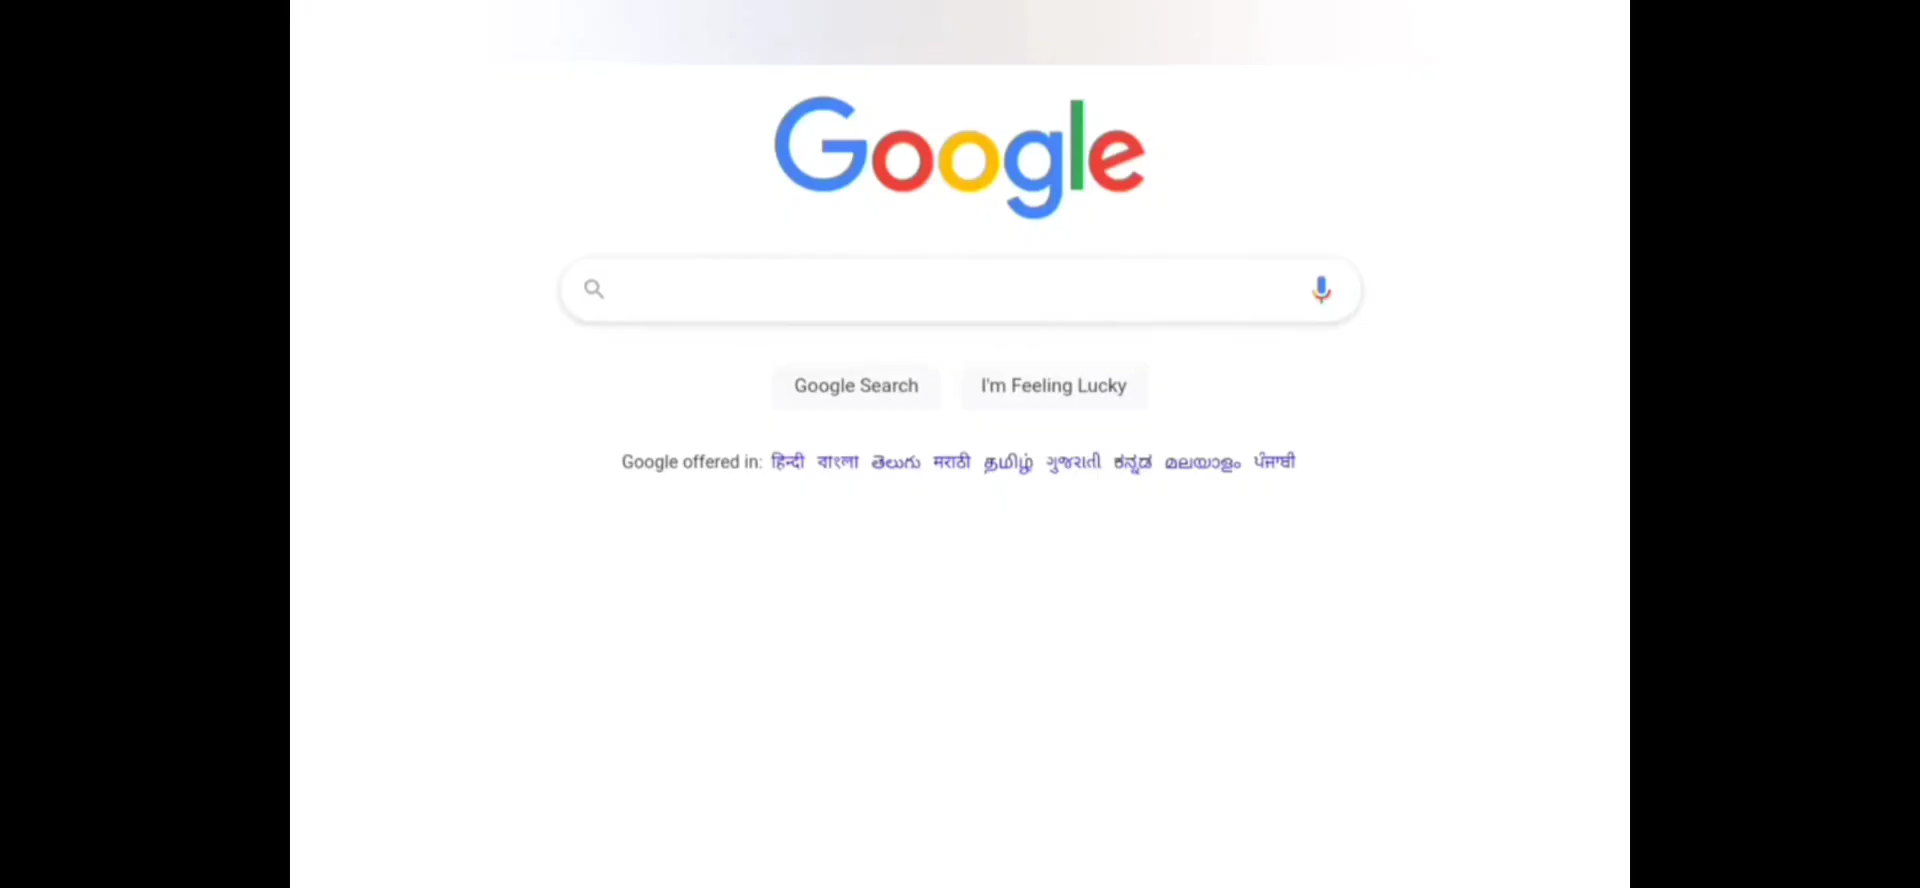 Google
Google Search I'm Feeling Lucky
Google offered in: हिन्दी বাংলা తెలుగు मराठी தமிழ் ગુજરાતી ಕನ್ನಡ മലയാളം ਪੰਜਾਬੀ